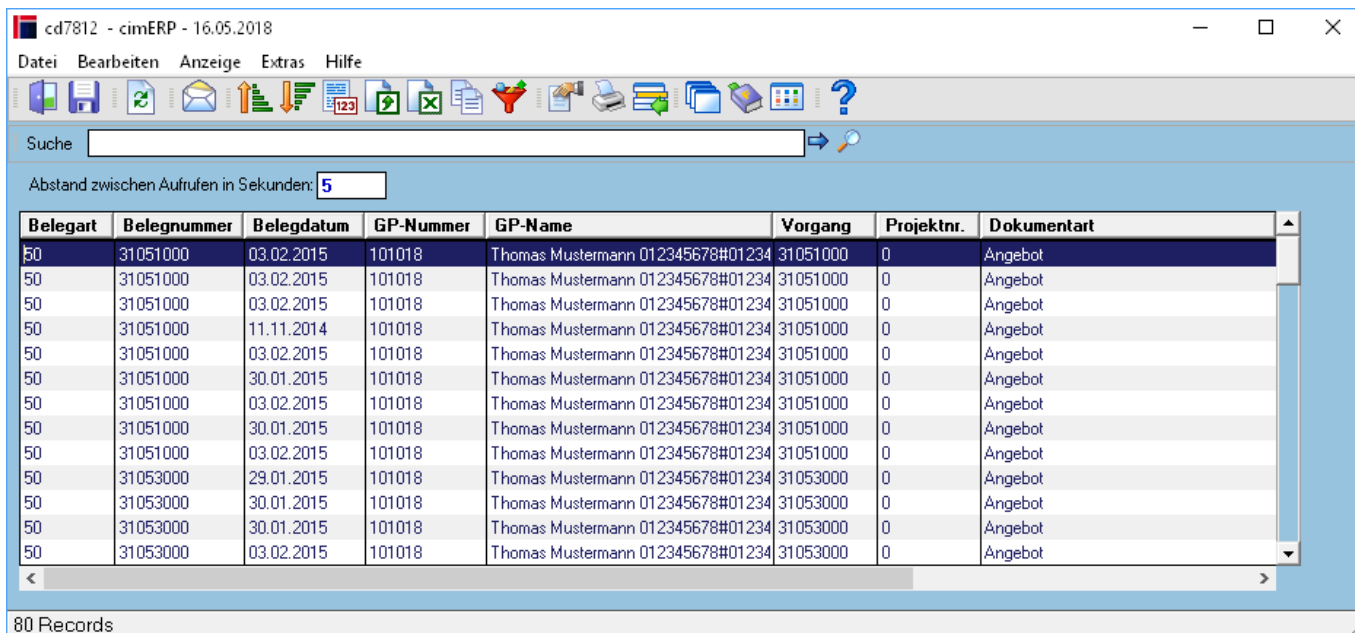 cd7812 - cimERP - 16.05.2018
Datei Bearbeiten Anzeige Extras Hilfe
123
?
Suche
Abstand zwischen Aufrufen in Sekunden: 5
Belegart Belegnummer Belegdatum GP-Nummer GP-Name Vorgang Projektnr. Dokumentart
50 31051000 03.02.2015 101018 Thomas Mustermann 012345678#01234 31051000 0 Angebot
50 31051000 03.02.2015 101018 Thomas Mustermann 012345678#01234 31051000 0 Angebot
50 31051000 03.02.2015 101018 Thomas Mustermann 012345678#01234 31051000 0 Angebot
50 31051000 11.11.2014 101018 Thomas Mustermann 012345678#01234 31051000 0 Angebot
50 31051000 03.02.2015 101018 Thomas Mustermann 012345678#01234 31051000 0 Angebot
50 31051000 30.01.2015 101018 Thomas Mustermann 012345678#01234 31051000 0 Angebot
50 31051000 03.02.2015 101018 Thomas Mustermann 012345678#01234 31051000 0 Angebot
50 31051000 30.01.2015 101018 Thomas Mustermann 012345678#01234 31051000 0 Angebot
50 31051000 03.02.2015 101018 Thomas Mustermann 012345678#01234 31051000 0 Angebot
50 31053000 29.01.2015 101018 Thomas Mustermann 012345678#01234 31053000 0 Angebot
50 31053000 30.01.2015 101018 Thomas Mustermann 012345678#01234 31053000 0 Angebot
50 31053000 30.01.2015 101018 Thomas Mustermann 012345678#01234 31053000 0 Angebot
50 31053000 03.02.2015 101018 Thomas Mustermann 012345678#01234 31053000 0 Angebot
80 Records